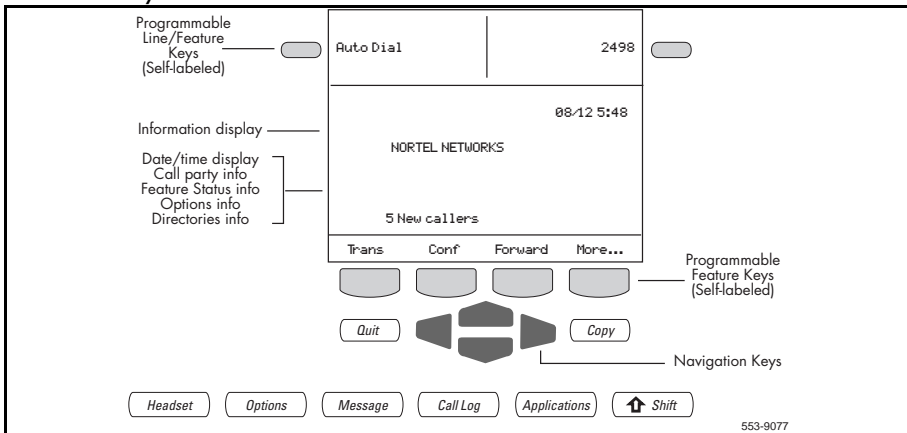 Programmable
Line/Feature
Keys
(Self-labeled)
Auto Dial
2498
08/12 5:48
Information display
NORTEL NETWORKS
Date/time display
Call party info
Feature Status info
Options info
Directories info
5 New callers
Trans Conf Forward More...
Programmable
Feature Keys
(Self-labeled)
Quit
Copy
Navigation Keys
Headset Options Message Call Log Applications Shift
553-9077